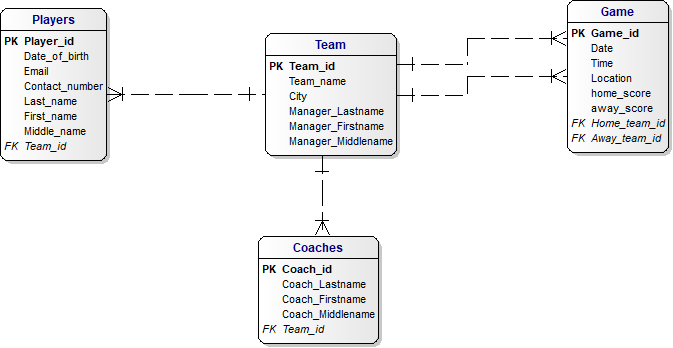 Players
PK Player_id
Date_of_birth
Email
Contact_number
Last_name
First_name
Middle_name
FK Team_id
Team
PK Team_id
Team_name
City
Manager_Lastname
Manager_Firstname
Manager_Middlename
Game
PK Game_id
Date
Time
Location
home_score
away_score
FK Home_team_id
FK Away_team_id
Coaches
PK Coach_id
Coach_Lastname
Coach_Firstname
Coach_Middlename
FK Team_id